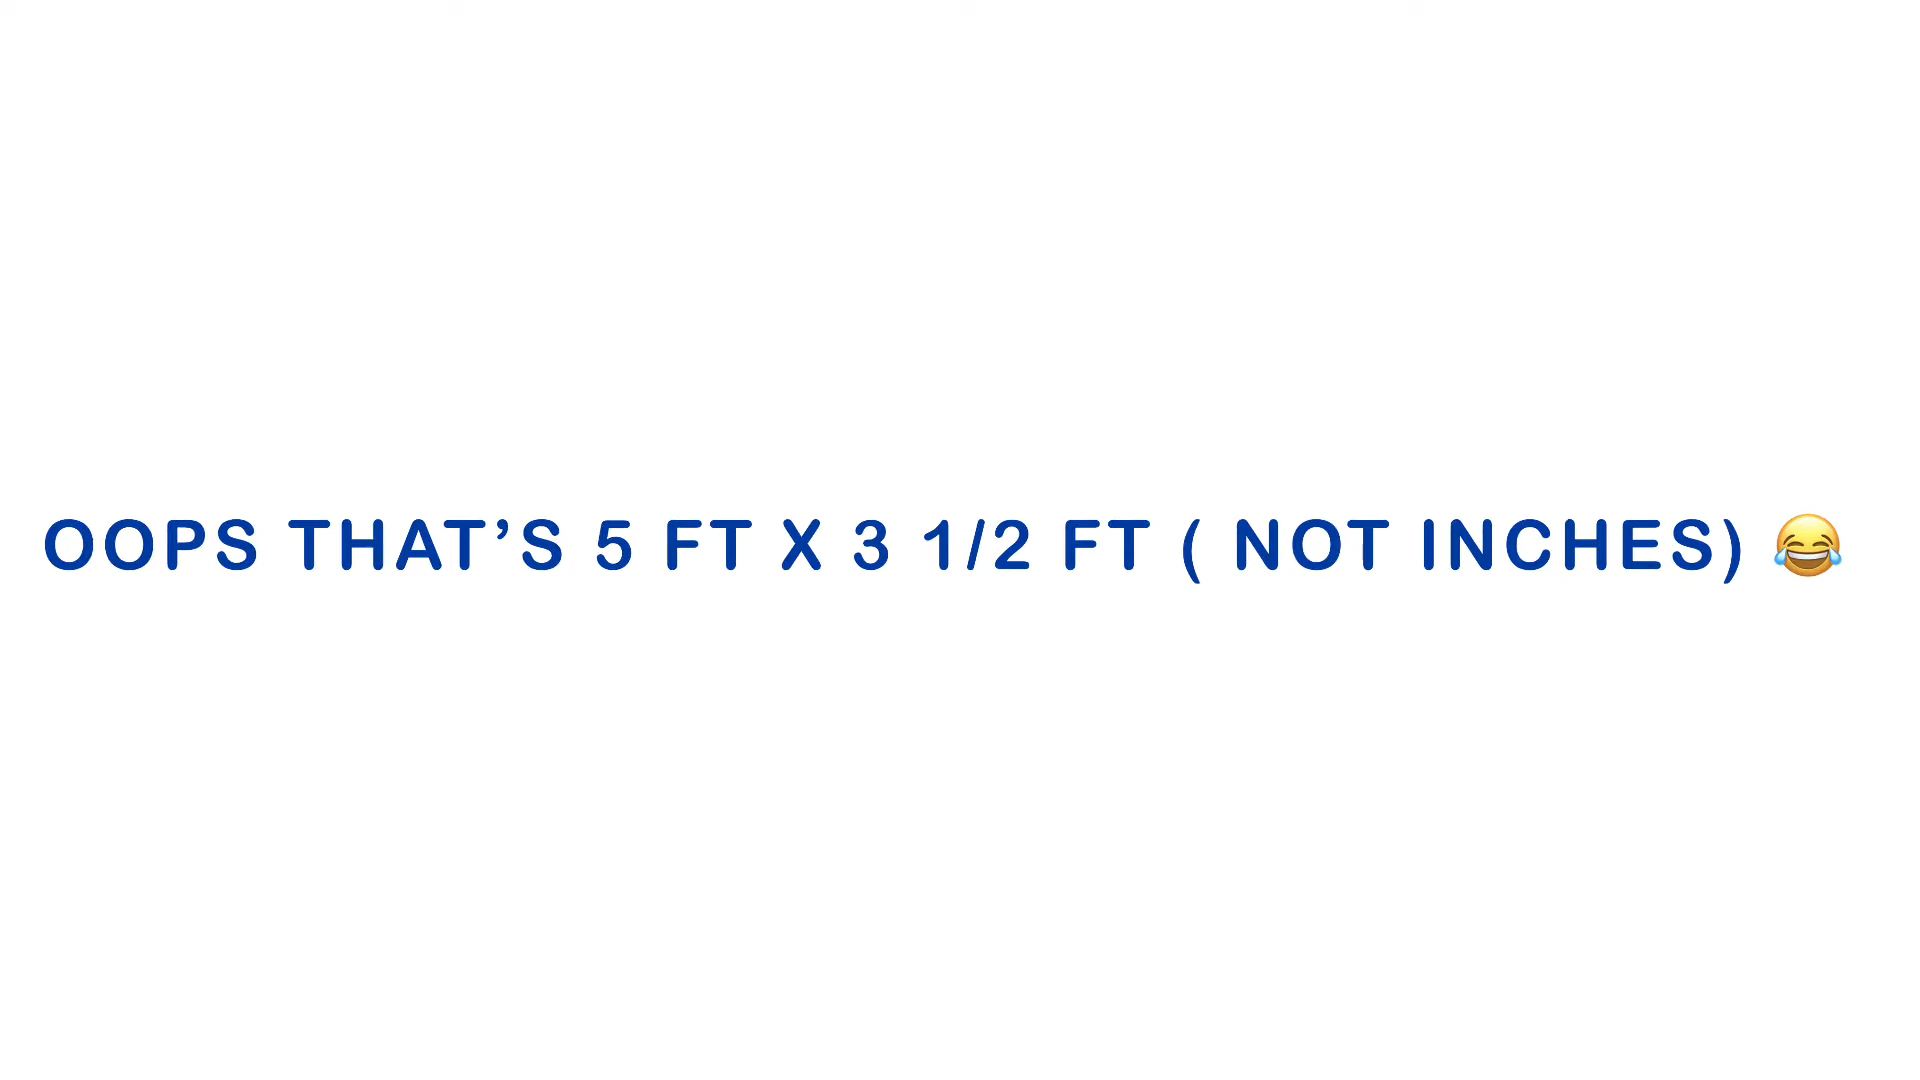 OOPS THAT’S 5 FT X 3 1/2 FT ( NOT INCHES) 😂